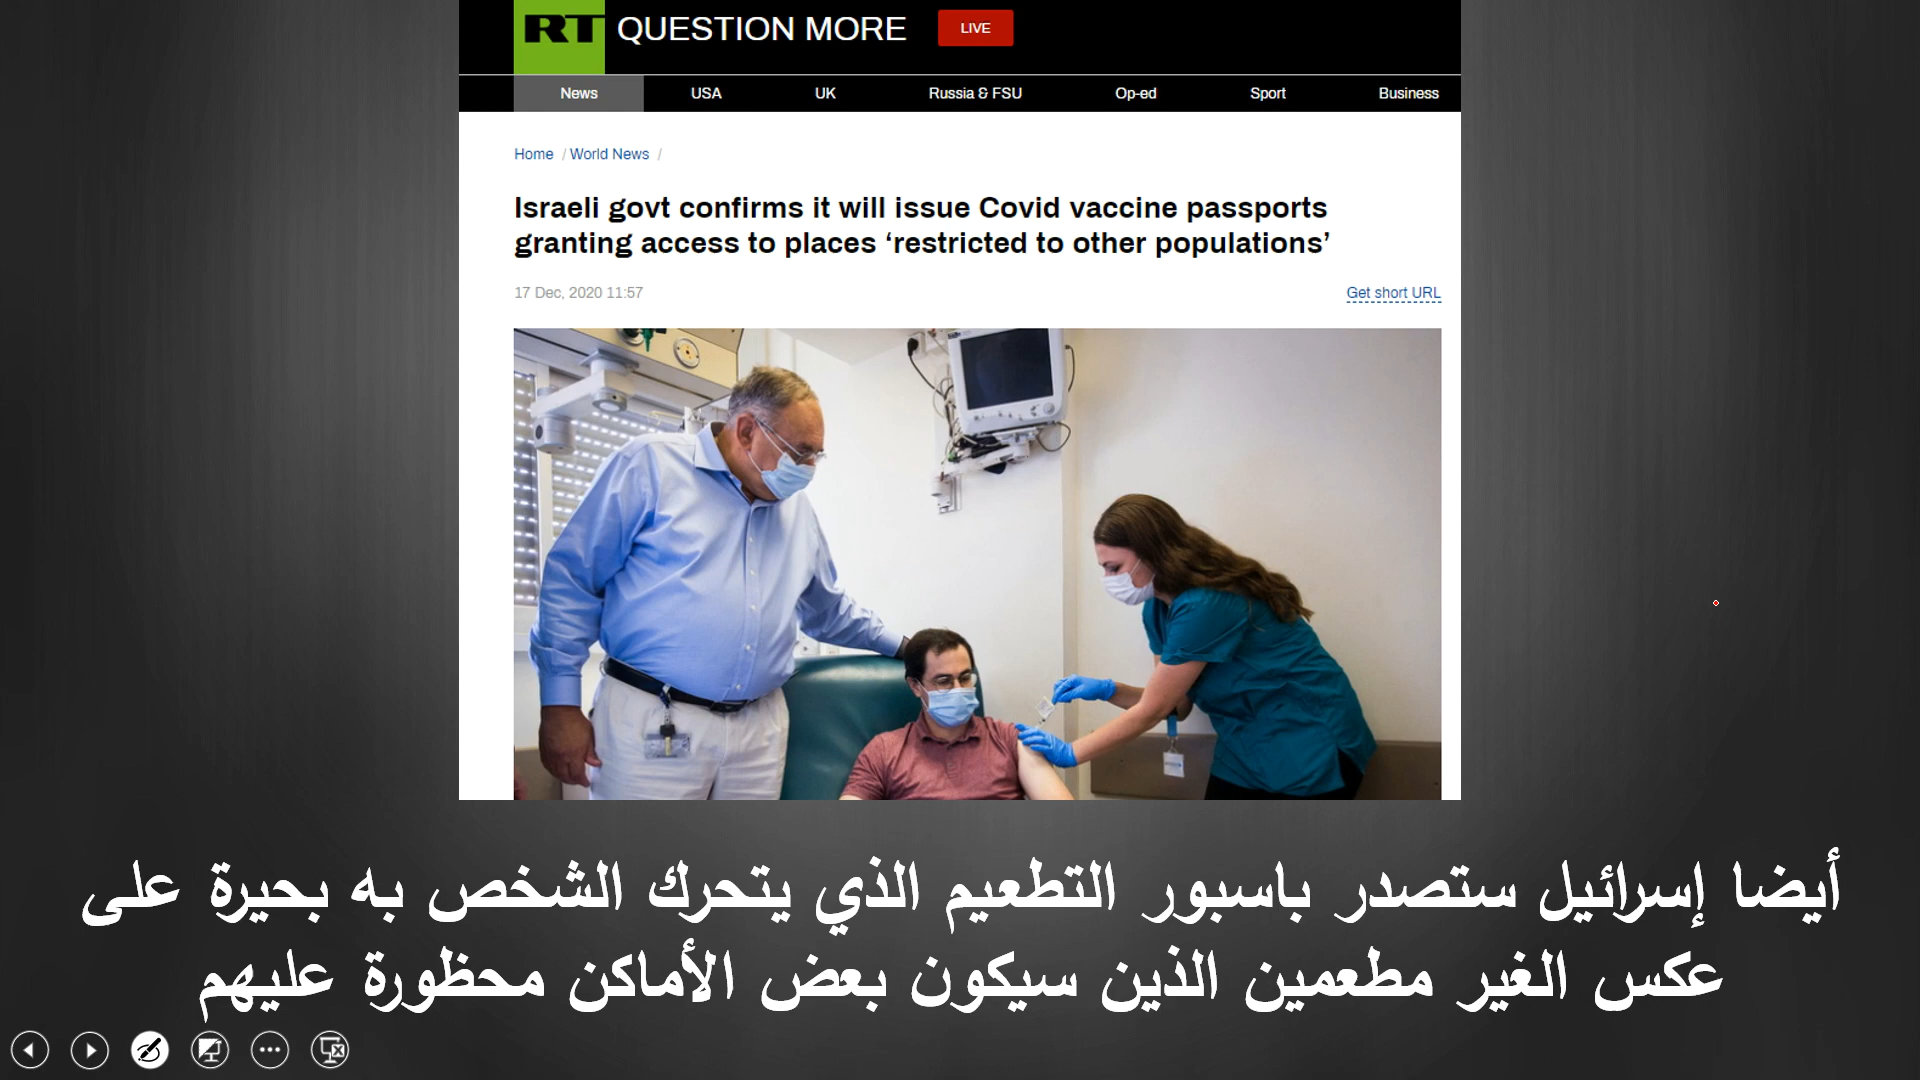 RT QUESTION MORE LIVE
News USA UK Russia & FSU Op-ed Sport Business
Home / World News /
Israeli govt confirms it will issue Covid vaccine passports
granting access to places ‘restricted to other populations’
17 Dec, 2020 11:57 Get short URL
أيضا إسرائيل ستصدر باسبور التطعيم الذي يتحرك الشخص به بحيرة على
عكس الغير مطعمين الذين سيكون بعض الأماكن محظورة عليهم